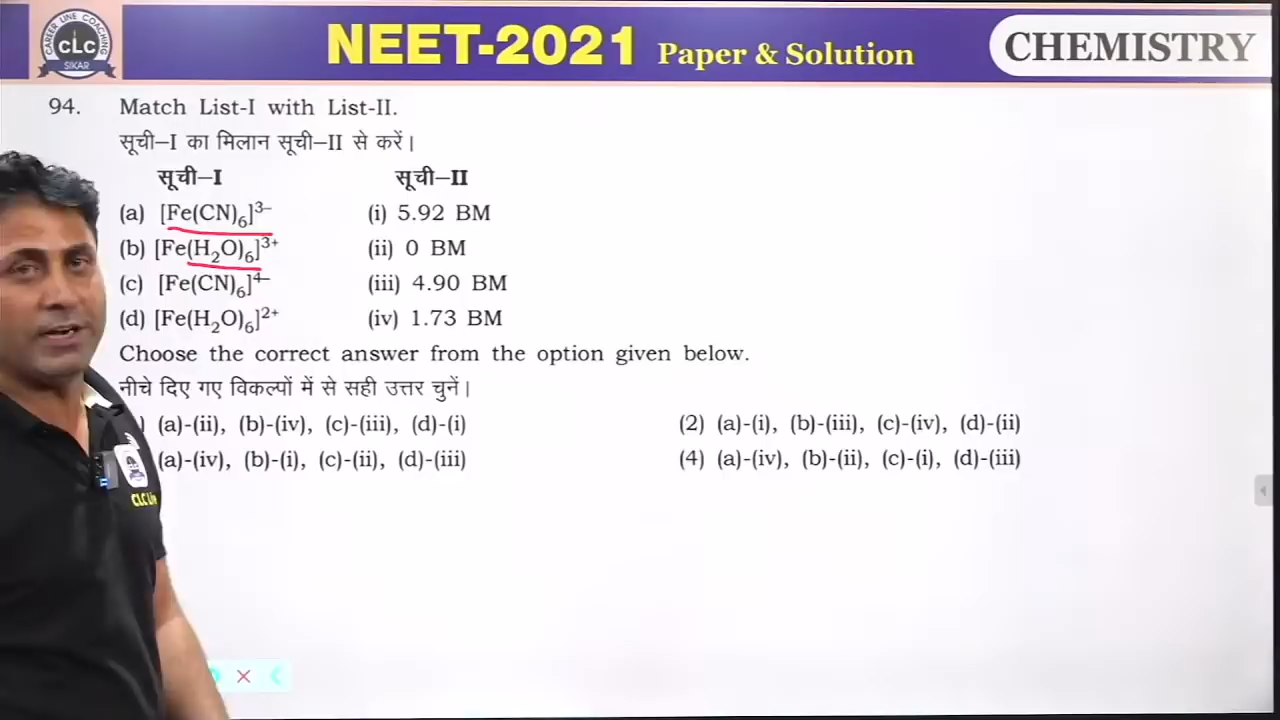 CAREER LINE COACHING
CLC
SIKAR
NEET-2021 Paper & Solution
CHEMISTRY
94. Match List-I with List-II.
सूची–I का मिलान सूची–II से करें।
सूची–I सूची–II
(a) [Fe(CN)₆]³⁻ (i) 5.92 BM
(b) [Fe(H₂O)₆]³⁺ (ii) 0 BM
(c) [Fe(CN)₆]⁴⁻ (iii) 4.90 BM
(d) [Fe(H₂O)₆]²⁺ (iv) 1.73 BM
Choose the correct answer from the option given below.
नीचे दिए गए विकल्पों में से सही उत्तर चुनें।
(a)-(ii), (b)-(iv), (c)-(iii), (d)-(i) (2) (a)-(i), (b)-(iii), (c)-(iv), (d)-(ii)
(a)-(iv), (b)-(i), (c)-(ii), (d)-(iii) (4) (a)-(iv), (b)-(ii), (c)-(i), (d)-(iii)
CLC Live